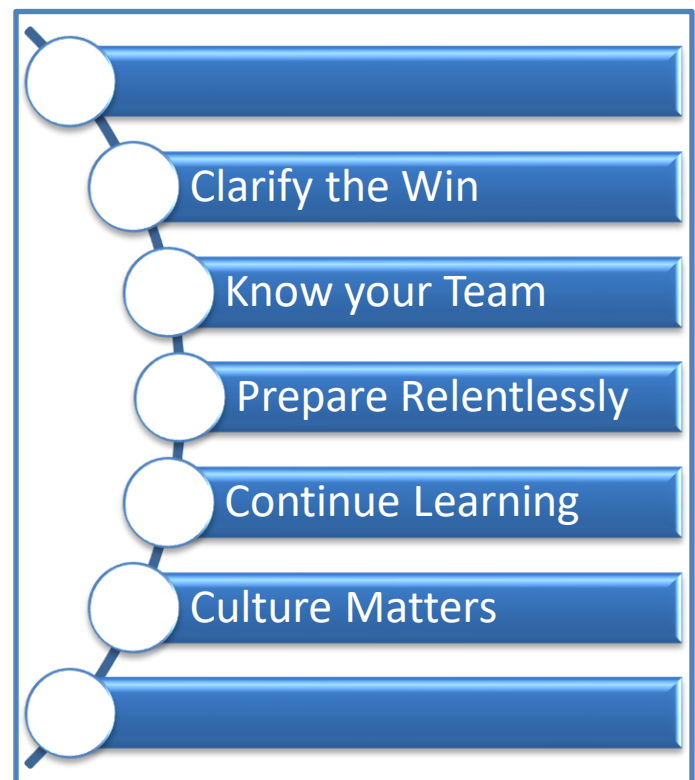 Clarify the Win
Know your Team
Prepare Relentlessly
Continue Learning
Culture Matters